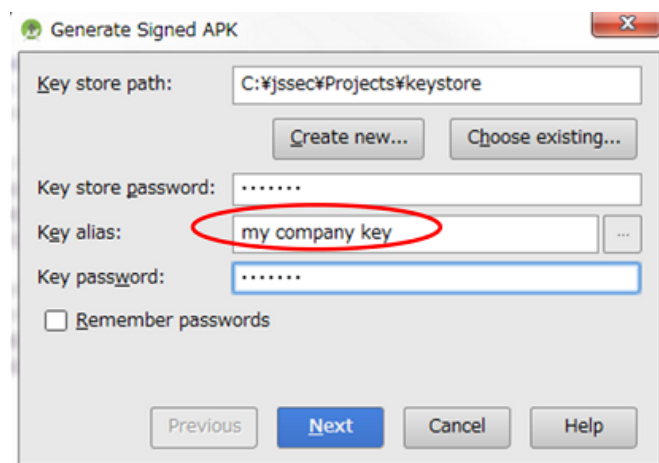 Generate Signed APK
Key store path: C:¥jssec¥Projects¥keystore
Create new... Choose existing...
Key store password: •••••••
Key alias: my company key ...
Key password: •••••••
Remember passwords
Previous Next Cancel Help